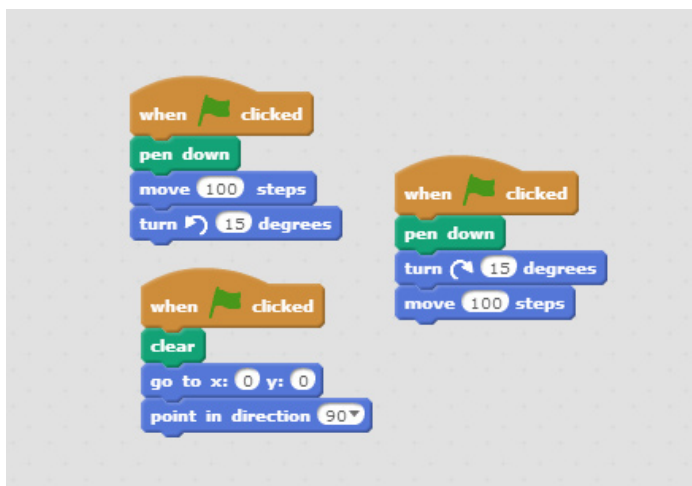 when clicked
pen down
move 100 steps
turn 15 degrees
when clicked
clear
go to x: 0 y: 0
point in direction 90
when clicked
pen down
turn 15 degrees
move 100 steps